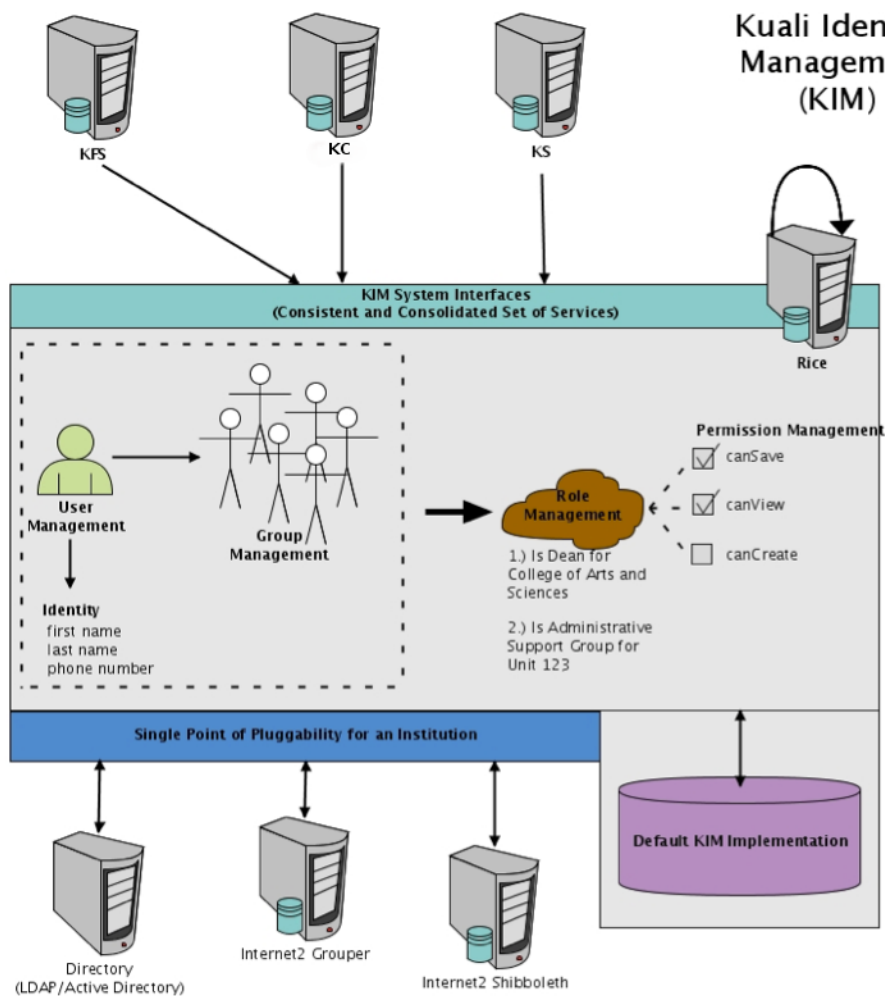 Kuali Iden
Managem
(KIM)
KFS
KC
KS
KIM System Interfaces
(Consistent and Consolidated Set of Services)
Rice
User
Management
Group
Management
Role
Management
Permission Management
canSave
canView
canCreate
Identity
first name
last name
phone number
1.) Is Dean for
College of Arts and
Sciences
2.) Is Administrative
Support Group for
Unit 123
Single Point of Pluggability for an Institution
Default KIM Implementation
Directory
(LDAP/Active Directory)
Internet2 Grouper
Internet2 Shibboleth